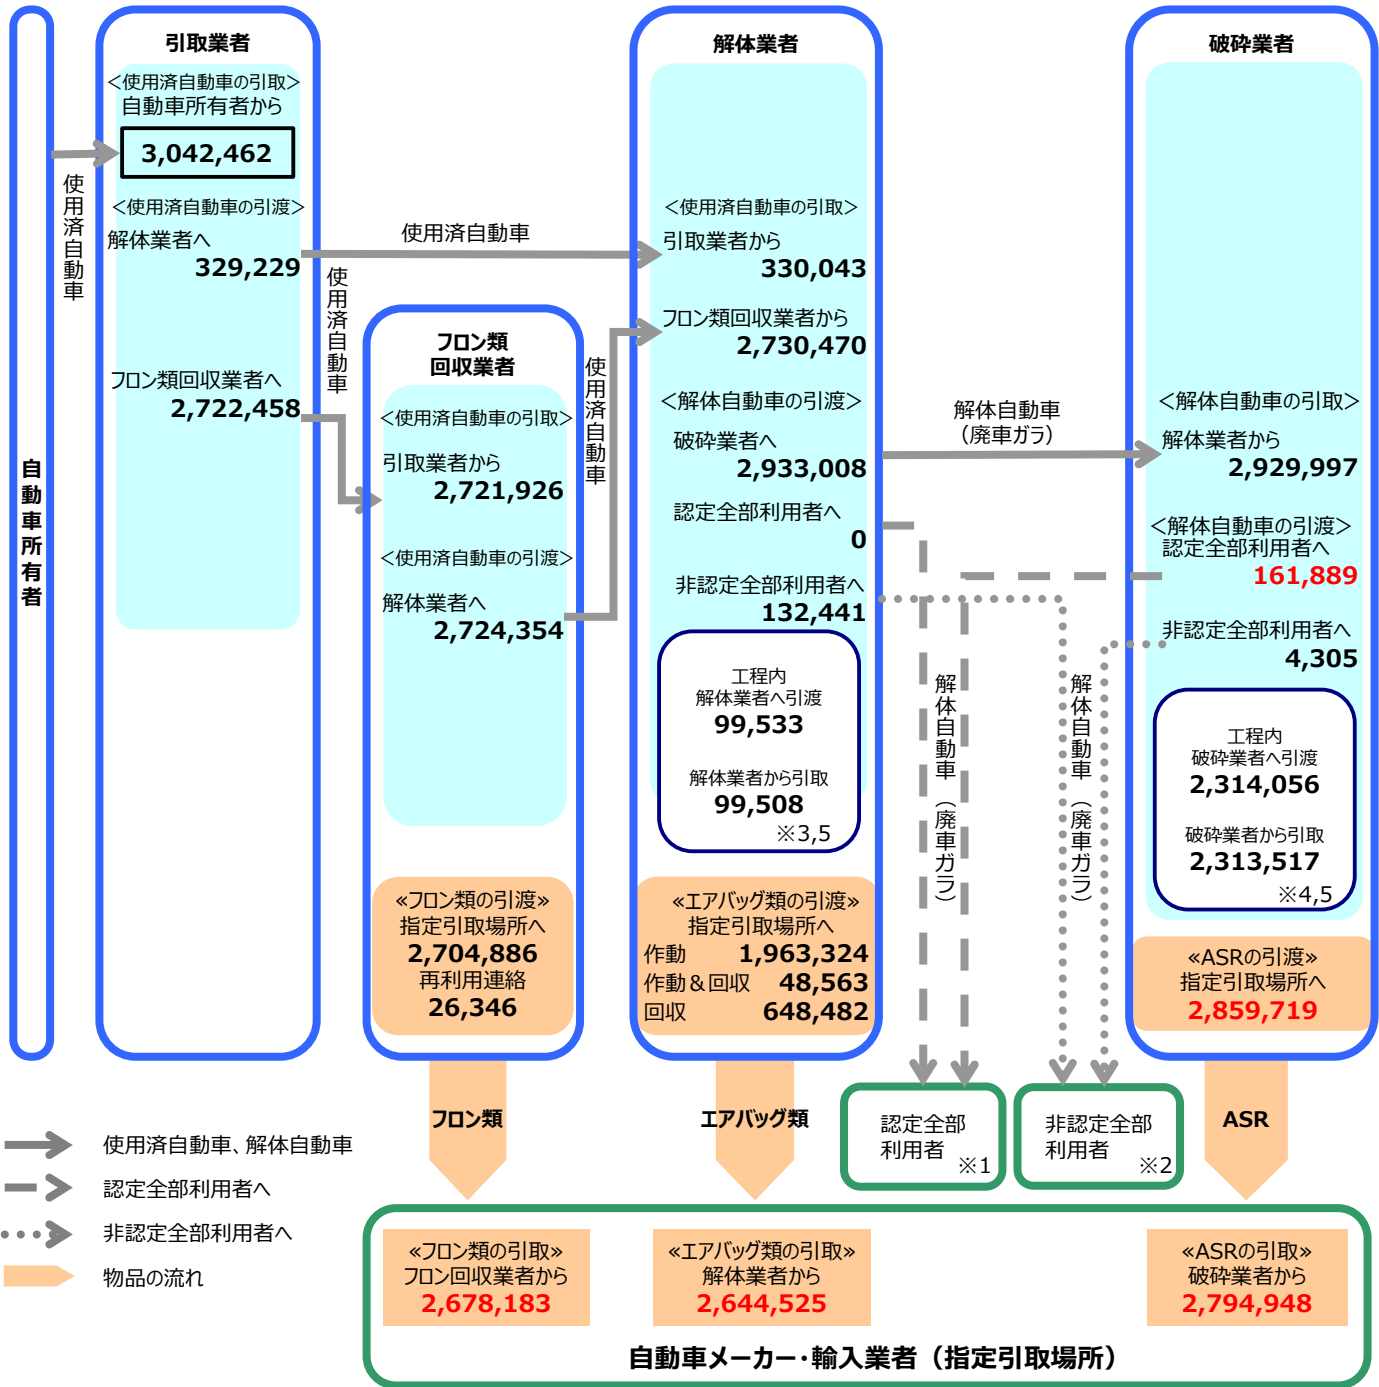 自動車所有者
使用済自動車
引取業者
<使用済自動車の引取>
自動車所有者から
3,042,462
<使用済自動車の引渡>
解体業者へ
329,229
フロン類回収業者へ
2,722,458
使用済自動車
使用済自動車
フロン類
回収業者
<使用済自動車の引取>
引取業者から
2,721,926
<使用済自動車の引渡>
解体業者へ
2,724,354
≪フロン類の引渡≫
指定引取場所へ
2,704,886
再利用連絡
26,346
使用済自動車
解体業者
<使用済自動車の引取>
引取業者から
330,043
フロン類回収業者から
2,730,470
<解体自動車の引渡>
破砕業者へ
2,933,008
認定全部利用者へ
0
非認定全部利用者へ
132,441
工程内
解体業者へ引渡
99,533
解体業者から引取
99,508
※3,5
≪エアバッグ類の引渡≫
指定引取場所へ
作動 1,963,324
作動＆回収 48,563
回収 648,482
解体自動車
（廃車ガラ）
解体自動車（廃車ガラ）
解体自動車（廃車ガラ）
破砕業者
<解体自動車の引取>
解体業者から
2,929,997
<解体自動車の引渡>
認定全部利用者へ
161,889
非認定全部利用者へ
4,305
工程内
破砕業者へ引渡
2,314,056
破砕業者から引取
2,313,517
※4,5
≪ASRの引渡≫
指定引取場所へ
2,859,719
フロン類
エアバッグ類
認定全部
利用者 ※1
非認定全部
利用者 ※2
ASR
使用済自動車、解体自動車
認定全部利用者へ
非認定全部利用者へ
物品の流れ
≪フロン類の引取≫
フロン回収業者から
2,678,183
≪エアバッグ類の引取≫
解体業者から
2,644,525
≪ASRの引取≫
破砕業者から
2,794,948
自動車メーカー・輸入業者（指定引取場所）